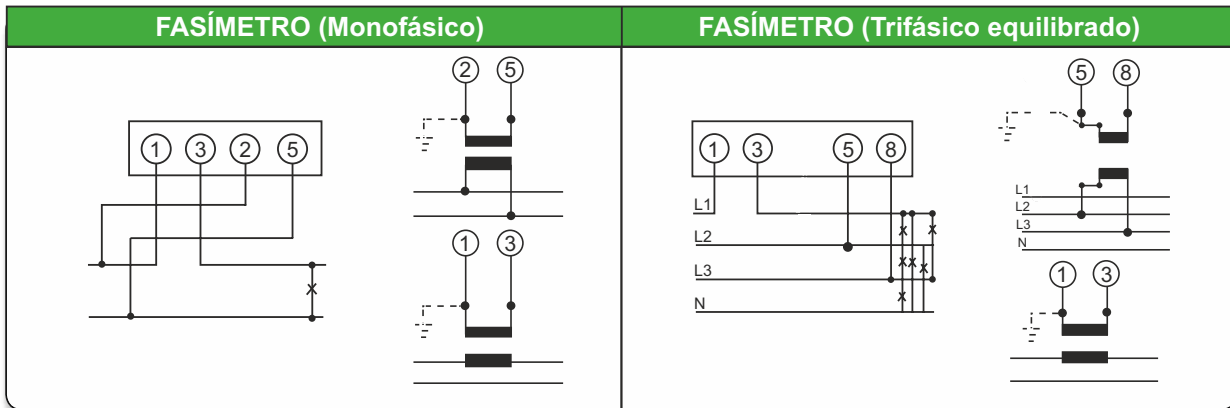 FASÍMETRO (Monofásico)
FASÍMETRO (Trifásico equilibrado)
2 5
1 3 2 5
1 3
5 8
1 3 5 8
L1
L2
L3
N
L1
L2
L3
N
1 3